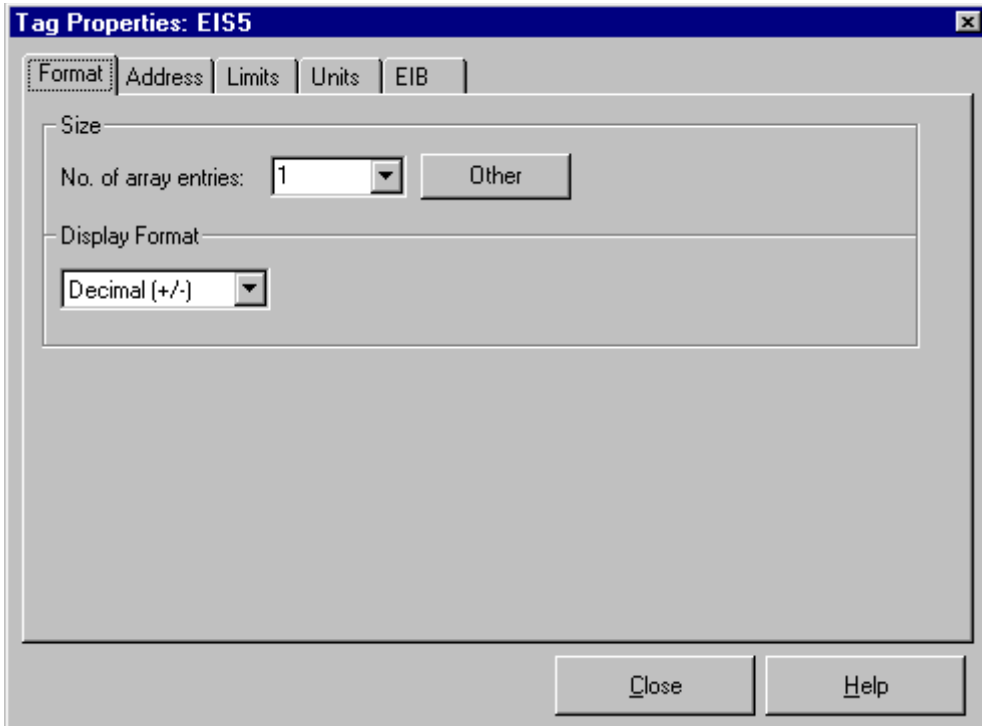 Tag Properties: EIS5
Format Address Limits Units EIB
Size
No. of array entries: 1 Other
Display Format
Decimal (+/-)
Close Help